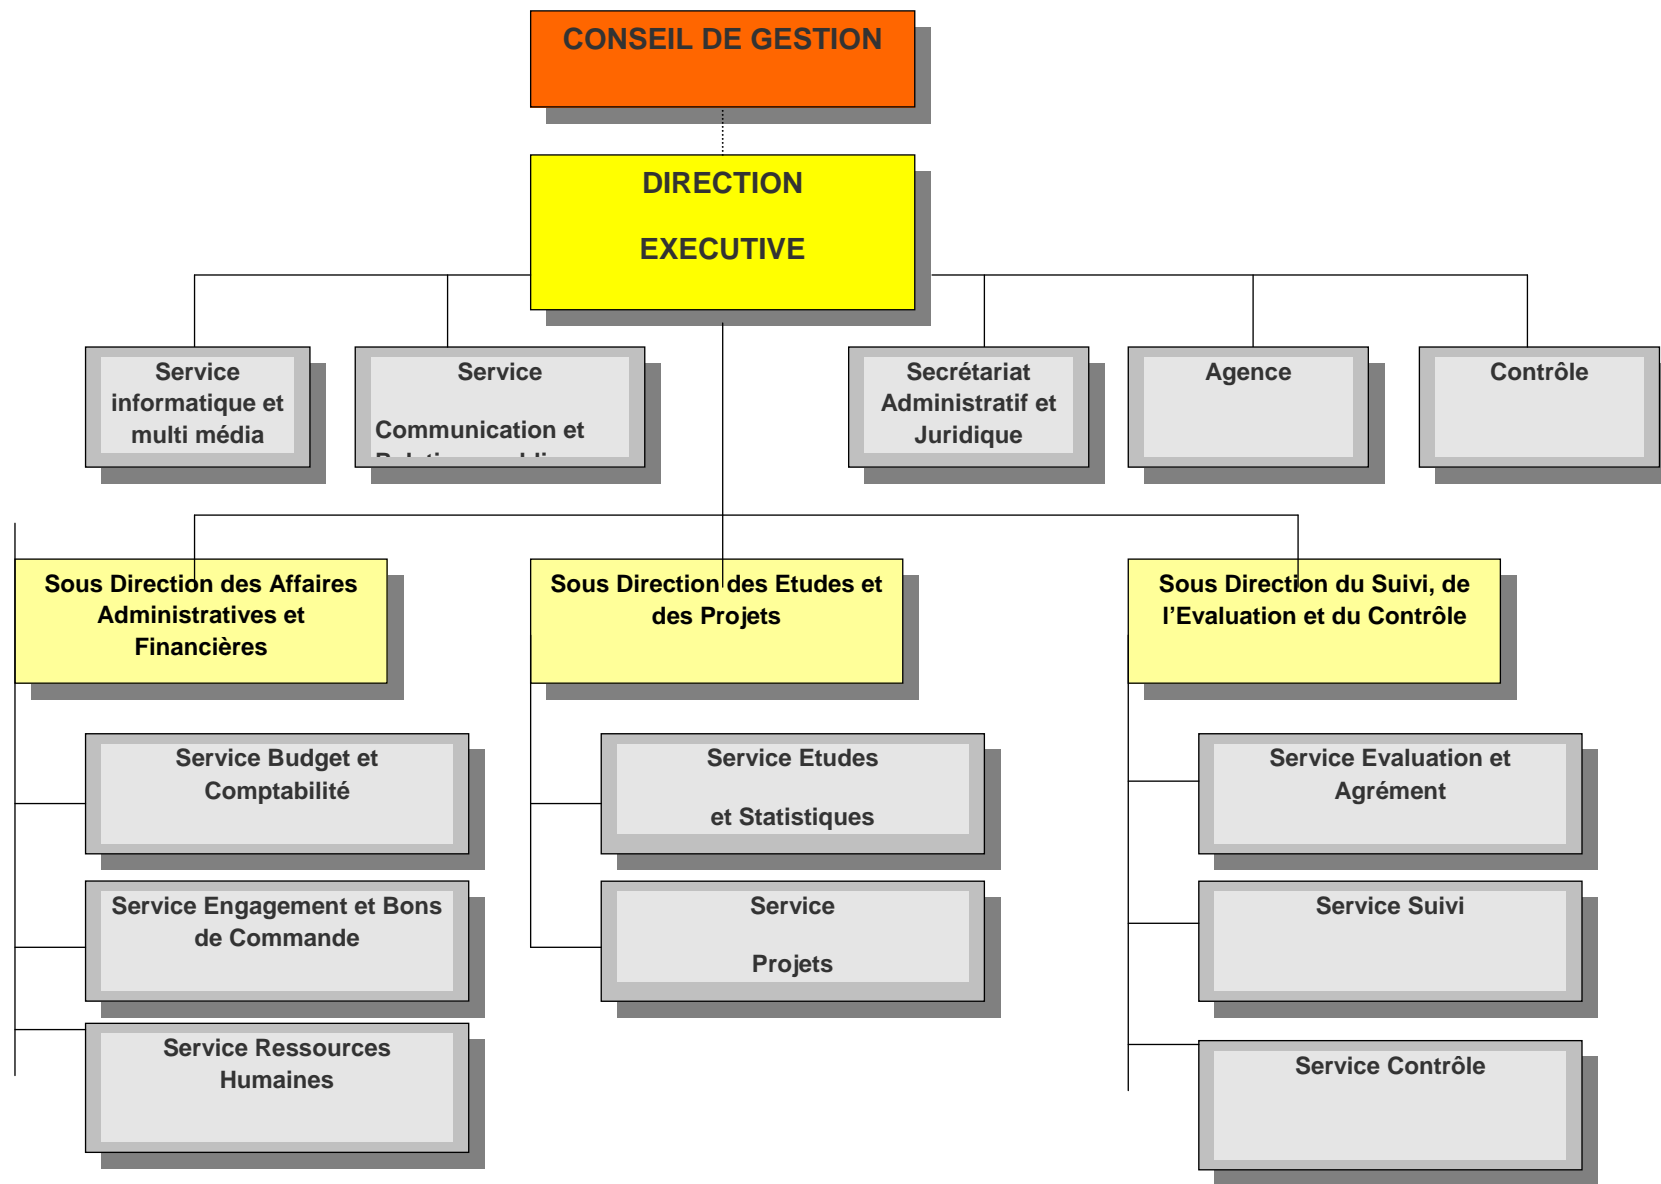 CONSEIL DE GESTION
DIRECTION
EXECUTIVE
Service
informatique et
multi média
Service
Communication et
Secrétariat
Administratif et
Juridique
Agence
Contrôle
Sous Direction des Affaires
Administratives et
Financières
Sous Direction des Etudes et
des Projets
Sous Direction du Suivi, de
l'Evaluation et du Contrôle
Service Budget et
Comptabilité
Service Engagement et Bons
de Commande
Service Ressources
Humaines
Service Etudes
et Statistiques
Service
Projets
Service Evaluation et
Agrément
Service Suivi
Service Contrôle